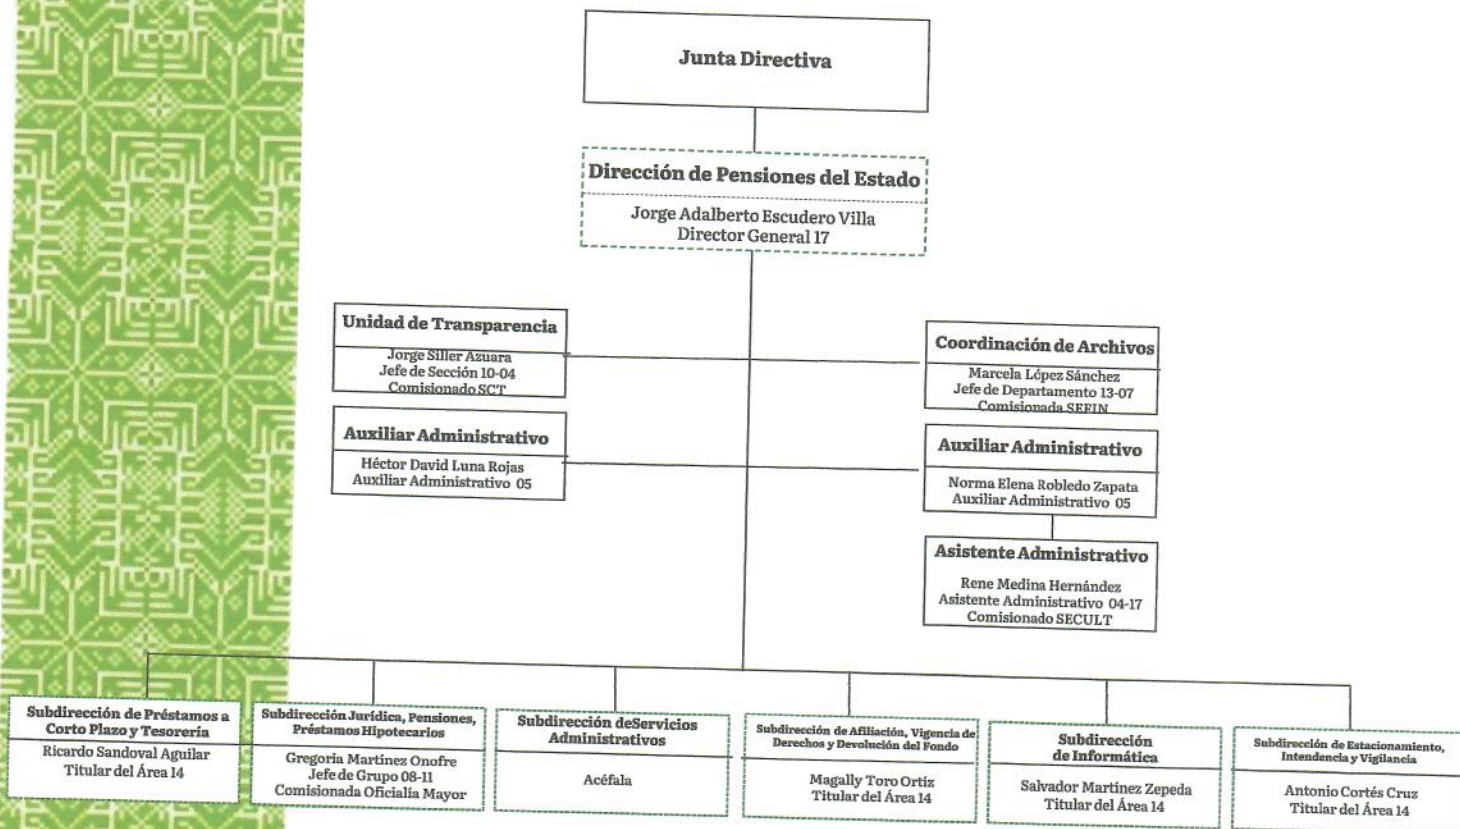 Junta Directiva
Dirección de Pensiones del Estado
Jorge Adalberto Escudero Villa
Director General 17
Unidad de Transparencia
Jorge Siller Azuara
Jefe de Sección 10-04
Comisionado SCT
Coordinación de Archivos
Marcela López Sánchez
Jefe de Departamento 13-07
Comisionada SEFIN
Auxiliar Administrativo
Héctor David Luna Rojas
Auxiliar Administrativo 05
Auxiliar Administrativo
Norma Elena Robledo Zapata
Auxiliar Administrativo 05
Asistente Administrativo
Rene Medina Hernández
Asistente Administrativo 04-17
Comisionado SECULT
Subdirección de Préstamos a
Corto Plazo y Tesorería
Ricardo Sandoval Aguilar
Titular del Área 14
Subdirección Jurídica, Pensiones,
Préstamos Hipotecarios
Gregoria Martínez Onofre
Jefe de Grupo 08-11
Comisionada Oficialía Mayor
Subdirección deServicios
Administrativos
Acéfala
Subdirección de Afiliación, Vigencia de
Derechos y Devolución del Fondo
Magally Toro Ortíz
Titular del Área 14
Subdirección
de Informática
Salvador Martínez Zepeda
Titular del Área 14
Subdirección de Estacionamiento,
Intendencia y Vigilancia
Antonio Cortés Cruz
Titular del Área 14